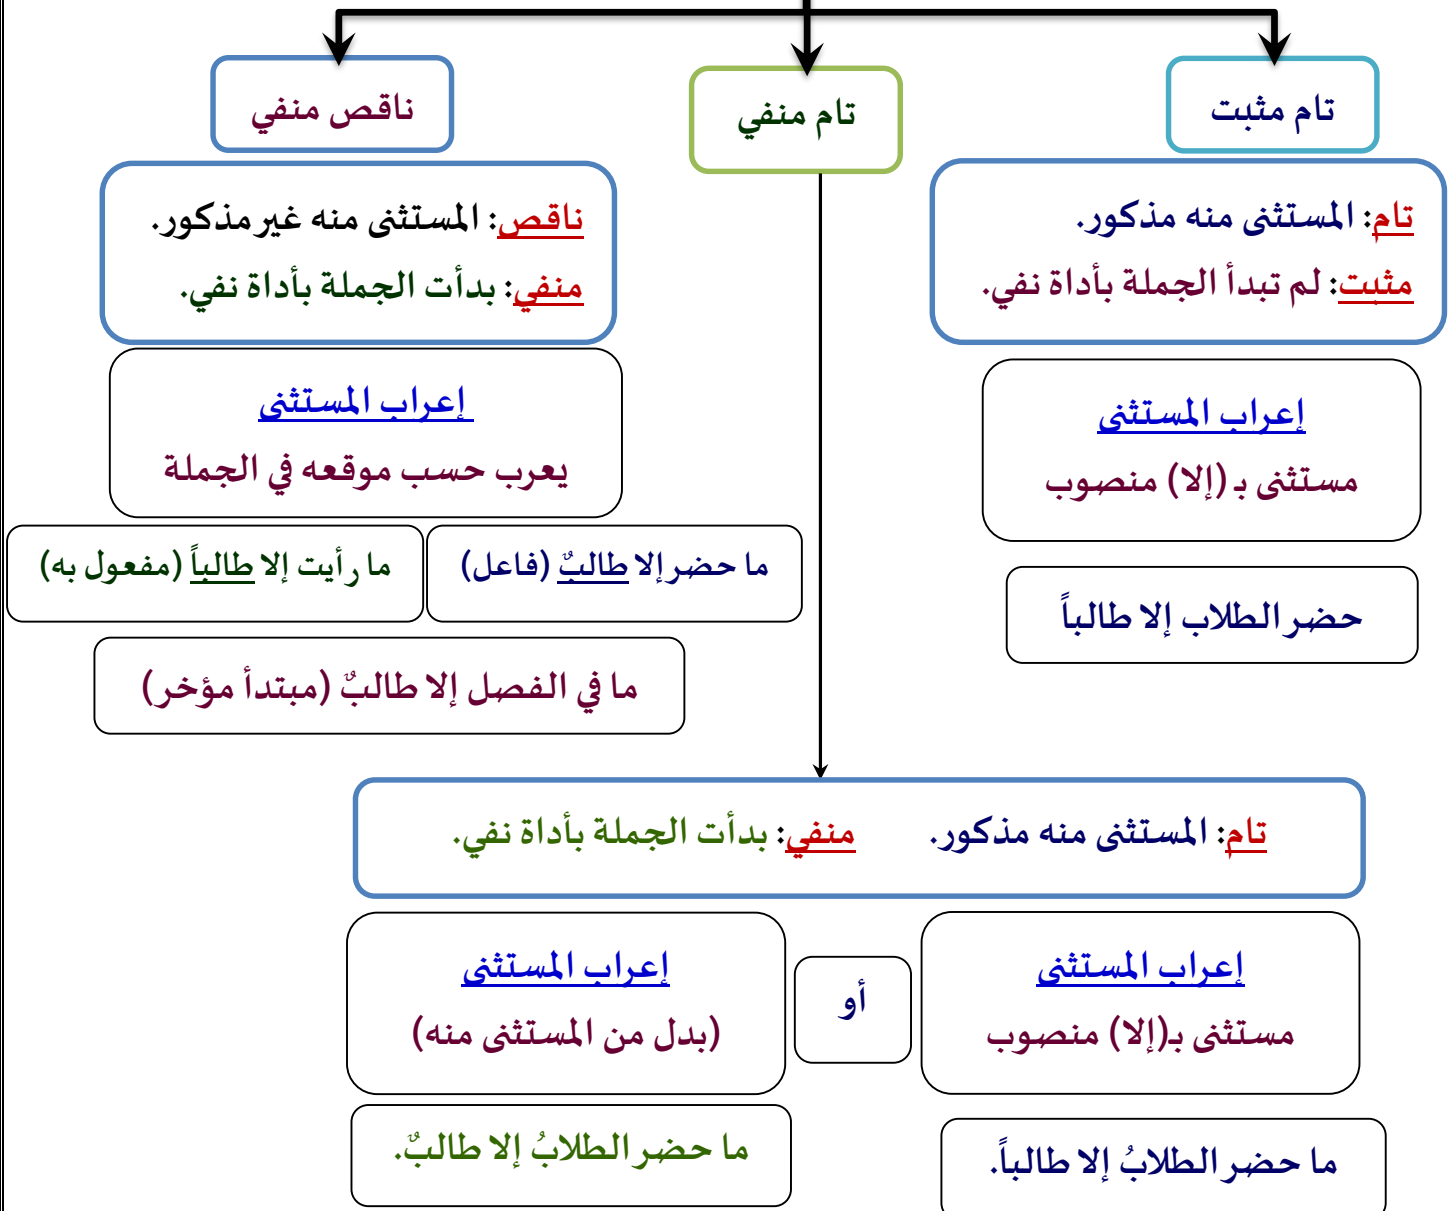 تام مثبت
تام منفي
ناقص منفي
تام: المستثنى منه مذكور.
مثبت: لم تبدأ الجملة بأداة نفي.
إعراب المستثنى
مستثنى بـ (إلا) منصوب
حضر الطلاب إلا طالباً
ناقص: المستثنى منه غير مذكور.
منفي: بدأت الجملة بأداة نفي.
إعراب المستثنى
يعرب حسب موقعه في الجملة
ما حضر إلا طالبٌ (فاعل)
ما رأيت إلا طالباً (مفعول به)
ما في الفصل إلا طالبٌ (مبتدأ مؤخر)
تام: المستثنى منه مذكور. منفي: بدأت الجملة بأداة نفي.
إعراب المستثنى
مستثنى بـ(إلا) منصوب
ما حضر الطلابُ إلا طالباً.
أو
إعراب المستثنى
(بدل من المستثنى منه)
ما حضر الطلابُ إلا طالبٌ.